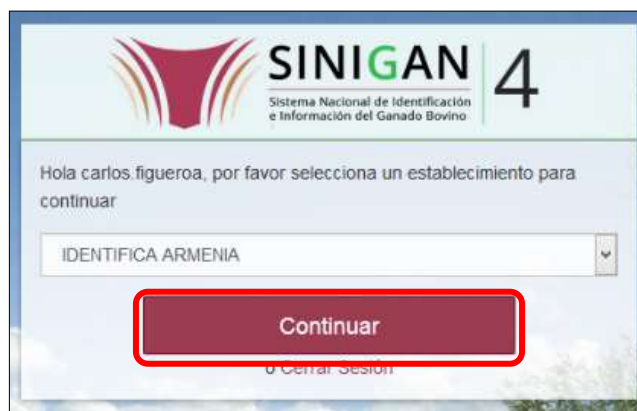 SINIGAN 4
Sistema Nacional de Identificación
e Información del Ganado Bovino
Hola carlos.figueroa, por favor selecciona un establecimiento para
continuar
IDENTIFICA ARMENIA
Continuar
o Cerrar Sesión